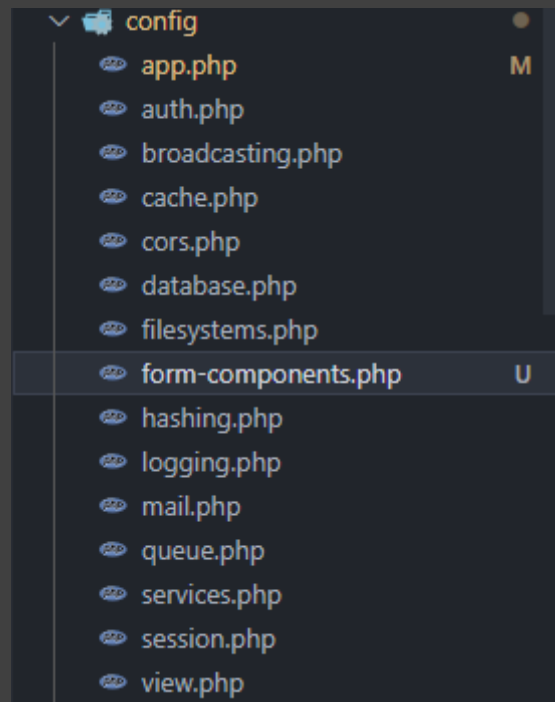 config
app.php M
auth.php
broadcasting.php
cache.php
cors.php
database.php
filesystems.php
form-components.php U
hashing.php
logging.php
mail.php
queue.php
services.php
session.php
view.php